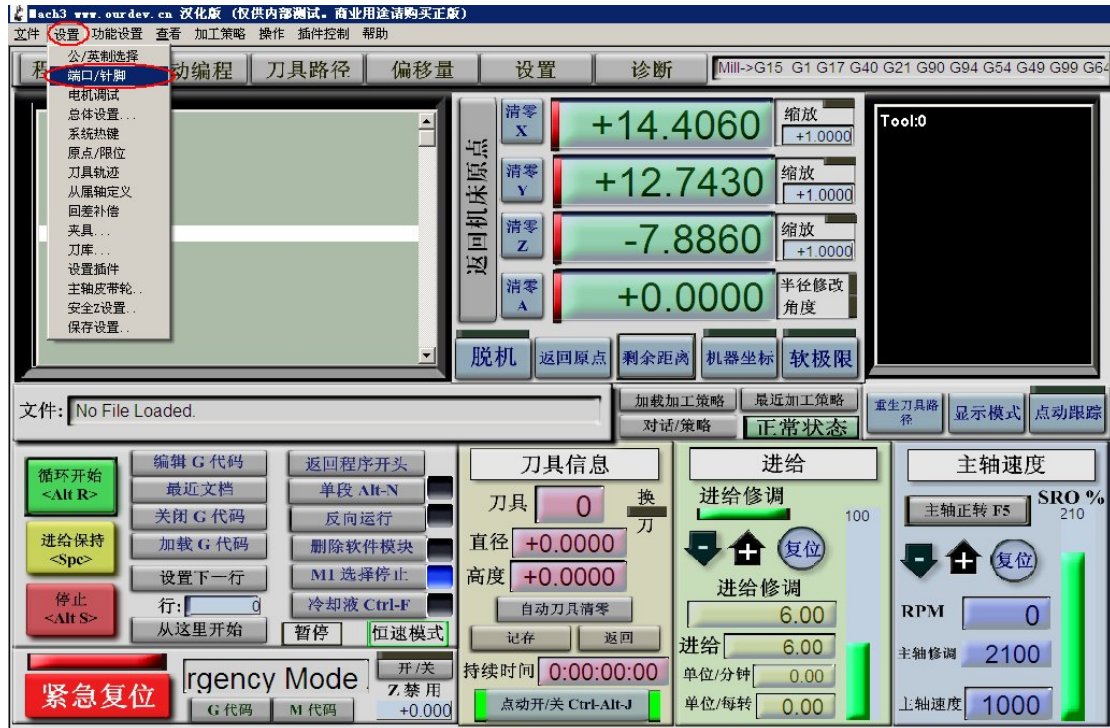 Mach3 www.ourdev.cn 汉化版 (仅供内部测试。商业用途请购买正版)
文件 设置 功能设置 查看 加工策略 操作 插件控制 帮助
公/英制选择
端口/针脚
电机调试
总体设置...
系统热键
原点/限位
刀具轨迹
从属轴定义
回差补偿
夹具...
刀库...
设置插件
主轴皮带轮..
安全Z设置..
保存设置..
程 动编程 刀具路径 偏移量 设置 诊断 Mill->G15 G1 G17 G40 G21 G90 G94 G54 G49 G99 G64
返回机床原点
清零 X +14.4060 缩放 +1.0000
清零 Y +12.7430 缩放 +1.0000
清零 Z -7.8860 缩放 +1.0000
清零 A +0.0000 半径修改 角度
Tool:0
脱机 返回原点 剩余距离 机器坐标 软极限
文件: No File Loaded.
加载加工策略 最近加工策略
对话/策略 正常状态
重生刀具路径 显示模式 点动跟踪
循环开始 <Alt R>
进给保持 <Spc>
停止 <Alt S>
编辑 G 代码 返回程序开头
最近文档 单段 Alt-N
关闭 G 代码 反向运行
加载 G 代码 删除软件模块
设置下一行 M1 选择停止
行: 0 冷却液 Ctrl-F
从这里开始 暂停 恒速模式
紧急复位 rgency Mode
G 代码 M 代码
开/关
Z 禁用
+0.000
刀具信息
刀具 0 换刀
直径 +0.0000
高度 +0.0000
自动刀具清零
记存 返回
持续时间 0:00:00:00
点动开/关 Ctrl-Alt-J
进给
进给修调
100
复位
进给修调
6.00
进给 6.00
单位/分钟 0.00
单位/每转 0.00
主轴速度
主轴正转 F5 SRO %
210
复位
RPM 0
主轴修调 2100
主轴速度 1000